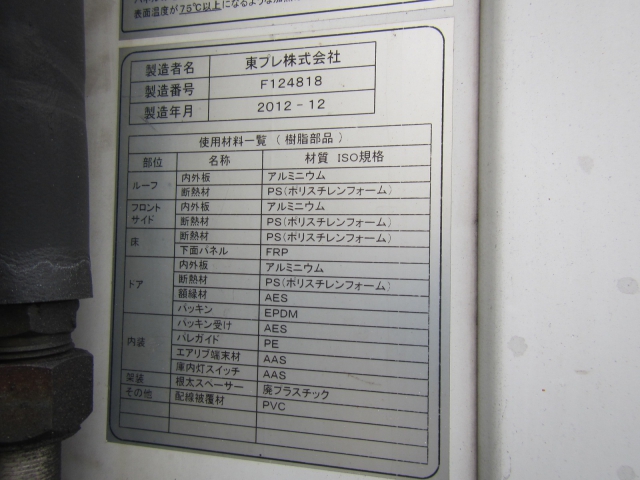 表面温度が75℃以上になるような加
製造者名 東プレ株式会社
製造番号 F124818
製造年月 2012-12
使用材料一覧（樹脂部品）
部位 名称 材質 ISO規格
ルーフ 内外板 アルミニウム
断熱材 PS(ポリスチレンフォーム)
フロントサイド 内外板 アルミニウム
断熱材 PS(ポリスチレンフォーム)
床 断熱材 PS(ポリスチレンフォーム)
下面パネル FRP
ドア 内外板 アルミニウム
断熱材 PS(ポリスチレンフォーム)
額縁材 AES
パッキン EPDM
内装 パッキン受け AES
バレガイド PE
エアリブ端末材 AAS
庫内灯スイッチ AAS
架装 根太スペーサー 廃プラスチック
その他 配線被覆材 PVC